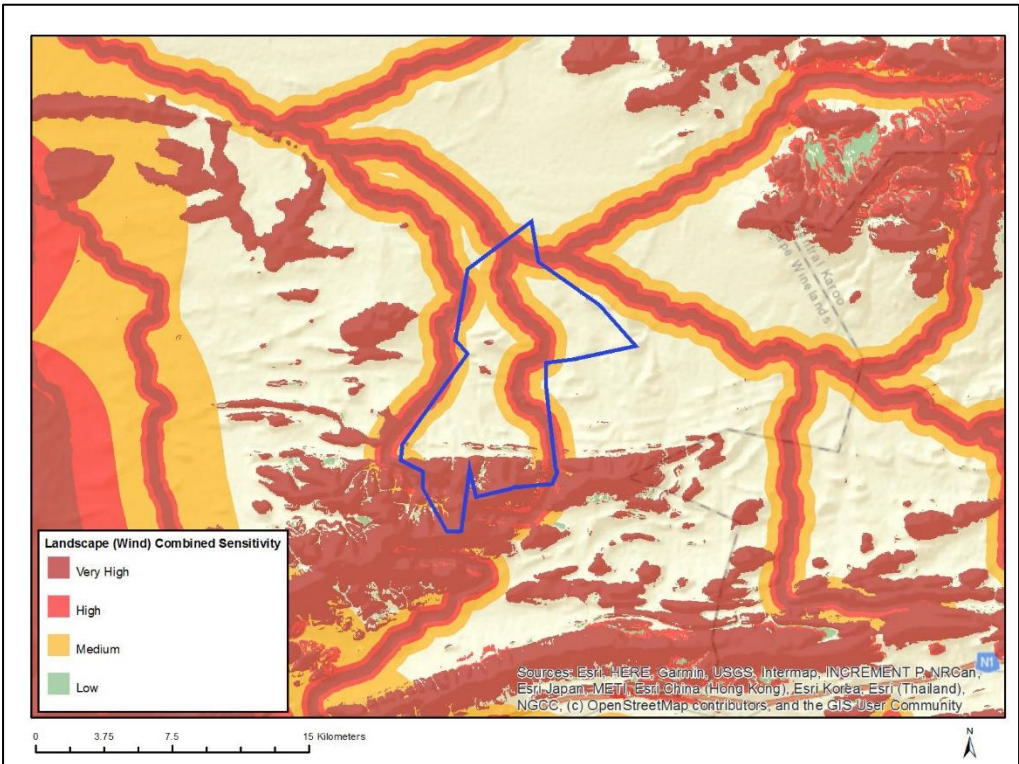 Central Karoo
Cape Winelands
Landscape (Wind) Combined Sensitivity
Very High
High
Medium
Low
N1
Sources: Esri, HERE, Garmin, USGS, Intermap, INCREMENT P, NRCan,
Esri Japan, METI, Esri China (Hong Kong), Esri Korea, Esri (Thailand),
NGCC, (c) OpenStreetMap contributors, and the GIS User Community
0 3.75 7.5 15 Kilometers
N